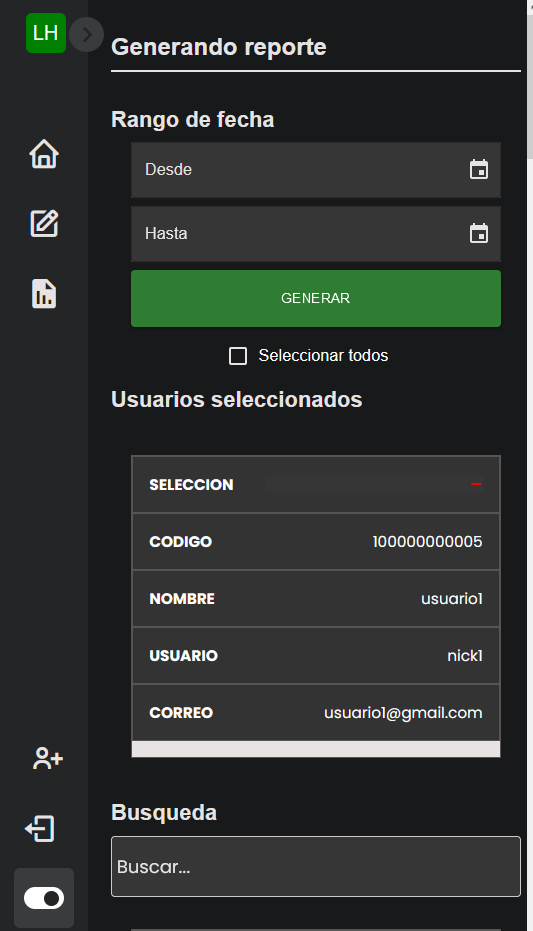 LH
Generando reporte
Rango de fecha
Desde
Hasta
GENERAR
Seleccionar todos
Usuarios seleccionados
SELECCION
CODIGO 100000000005
NOMBRE usuario1
USUARIO nick1
CORREO usuario1@gmail.com
Busqueda
Buscar...